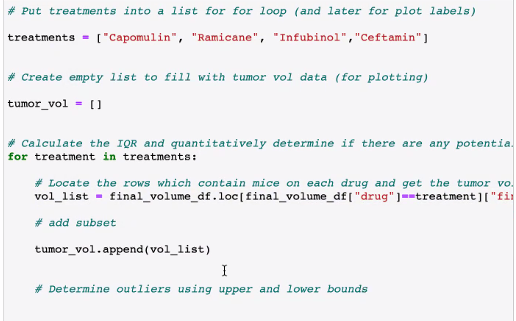 # Put treatments into a list for for loop (and later for plot labels)
treatments = ["Capomulin", "Ramicane", "Infubinol","Ceftamin"]
# Create empty list to fill with tumor vol data (for plotting)
tumor_vol = []
# Calculate the IQR and quantitatively determine if there are any potentia
for treatment in treatments:
# Locate the rows which contain mice on each drug and get the tumor vo
vol_list = final_volume_df.loc[final_volume_df["drug"]==treatment]["fin
# add subset
tumor_vol.append(vol_list)
# Determine outliers using upper and lower bounds